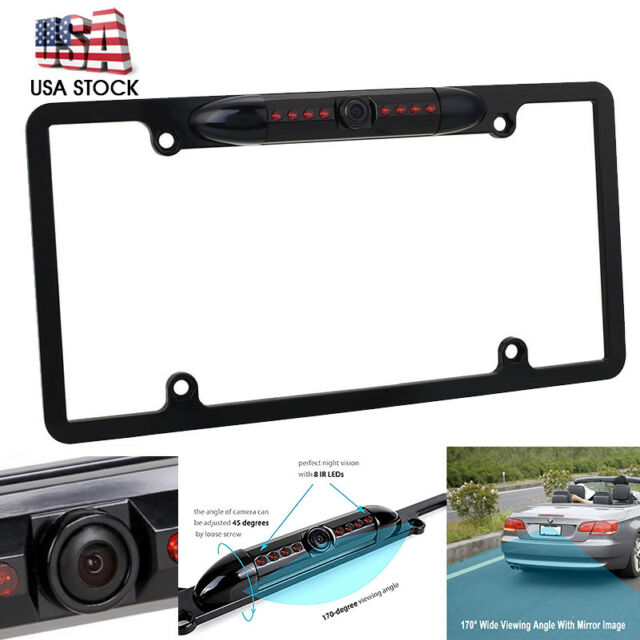 USA
USA STOCK
perfect night vision
with 8 IR LEDs
the angle of camera can
be adjusted 45 degrees
by loose screw
170-degree viewing angle
170° Wide Viewing Angle With Mirror Image